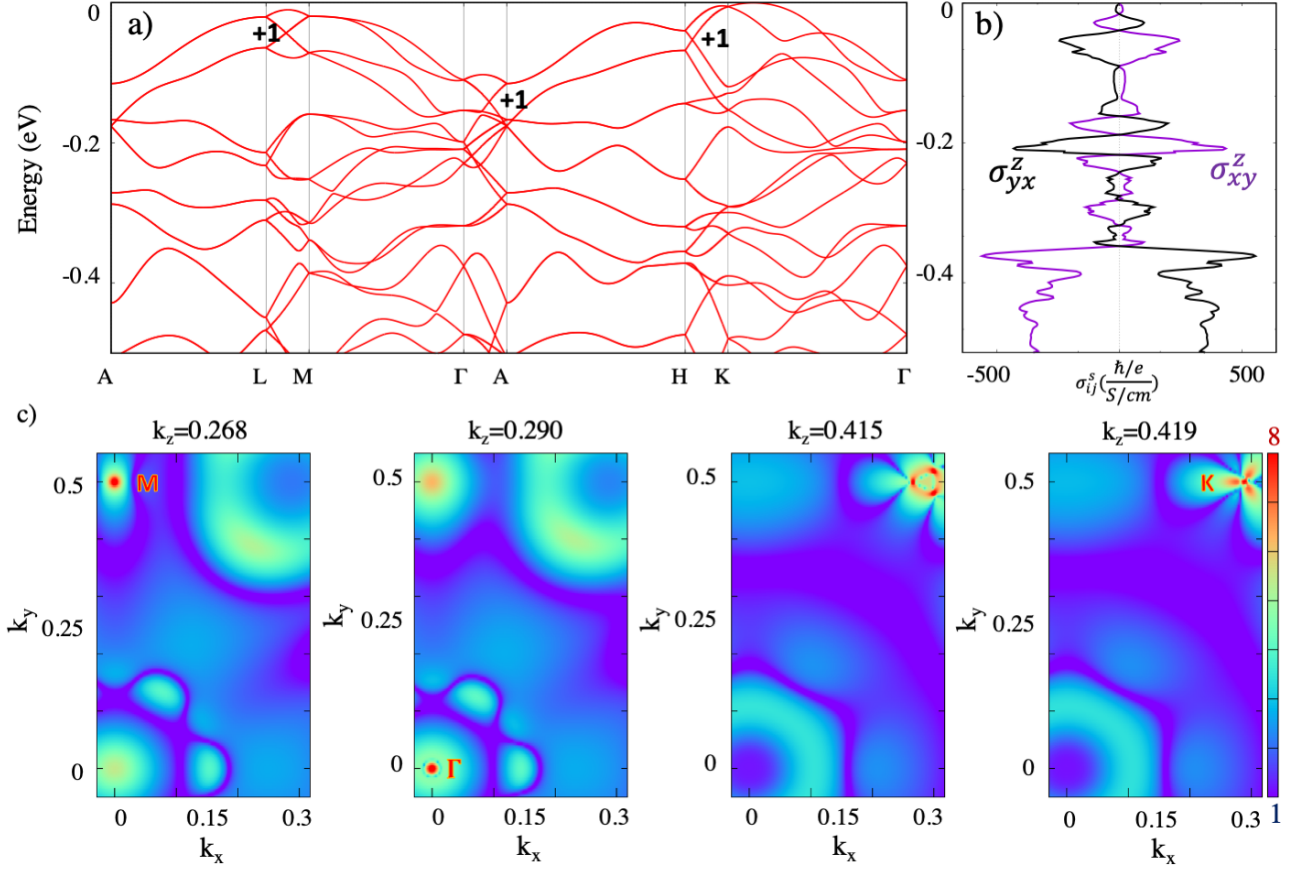 a)
b)
0
-0.2
-0.4
Energy (eV)
+1
+1
+1
A L M Γ A H K Γ
0
-0.2
-0.4
σ^z_yx
σ^z_xy
-500 500
σ^s_ij(ħ/e / S/cm)
c)
k_z=0.268 k_z=0.290 k_z=0.415 k_z=0.419
8
M
K
Γ
1
0.5 0.5 0.5 0.5
k_y k_y k_y k_y
0.25 0.25 0.25 0.25
0 0 0 0
0 0.15 0.3 0 0.15 0.3 0 0.15 0.3 0 0.15 0.3
k_x k_x k_x k_x